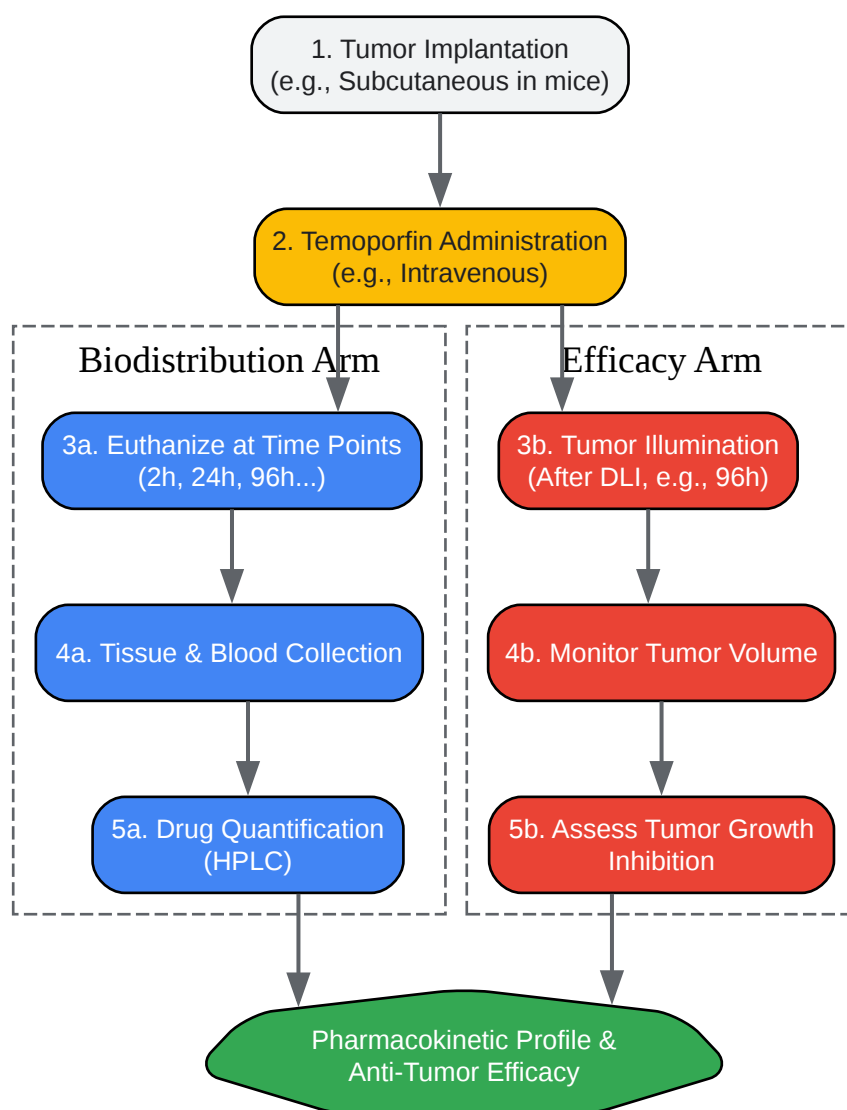 1. Tumor Implantation
(e.g., Subcutaneous in mice)
2. Temoporfin Administration
(e.g., Intravenous)
Biodistribution Arm
3a. Euthanize at Time Points
(2h, 24h, 96h...)
4a. Tissue & Blood Collection
5a. Drug Quantification
(HPLC)
Efficacy Arm
3b. Tumor Illumination
(After DLI, e.g., 96h)
4b. Monitor Tumor Volume
5b. Assess Tumor Growth
Inhibition
Pharmacokinetic Profile &
Anti-Tumor Efficacy